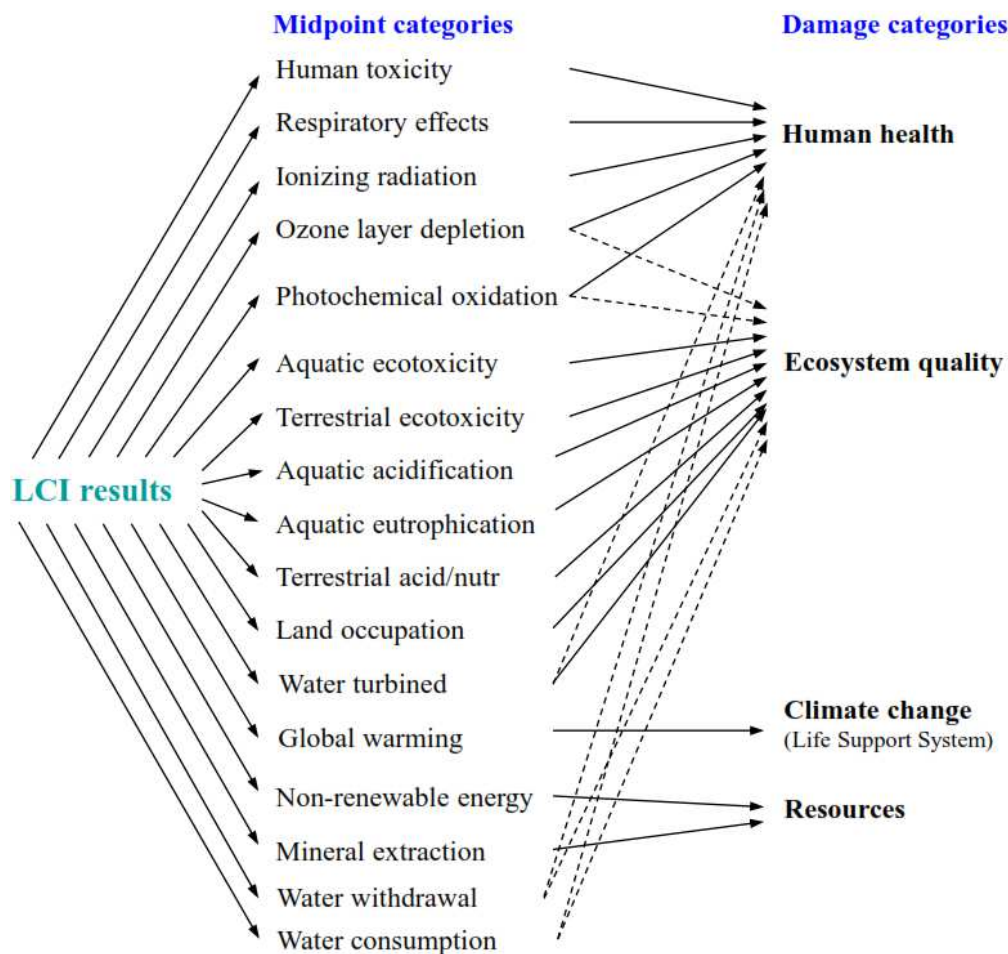 Midpoint categories
Damage categories
Human toxicity
Respiratory effects
Human health
Ionizing radiation
Ozone layer depletion
Photochemical oxidation
Aquatic ecotoxicity
Ecosystem quality
Terrestrial ecotoxicity
Aquatic acidification
LCI results
Aquatic eutrophication
Terrestrial acid/nutr
Land occupation
Water turbined
Climate change
(Life Support System)
Global warming
Non-renewable energy
Resources
Mineral extraction
Water withdrawal
Water consumption